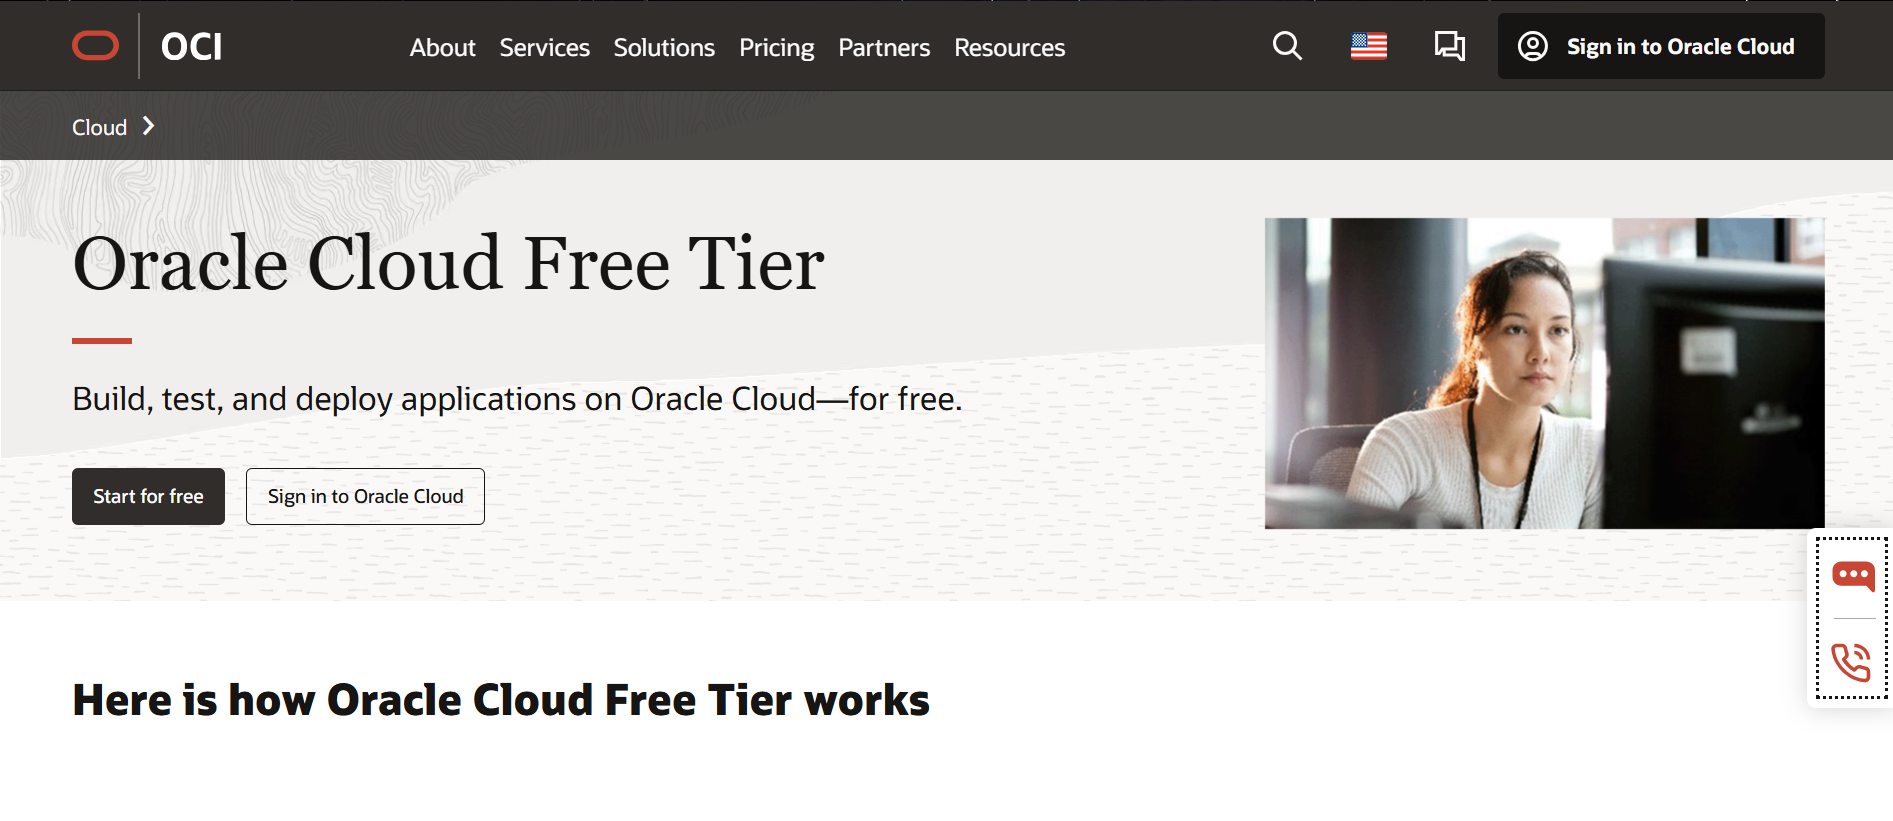 OCI
About Services Solutions Pricing Partners Resources
Sign in to Oracle Cloud
Cloud
Oracle Cloud Free Tier
Build, test, and deploy applications on Oracle Cloud—for free.
Start for free
Sign in to Oracle Cloud
Here is how Oracle Cloud Free Tier works